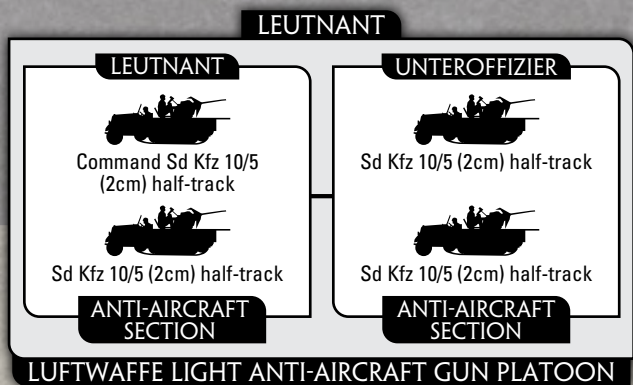 LEUTNANT
LEUTNANT
Command Sd Kfz 10/5
(2cm) half-track
Sd Kfz 10/5 (2cm) half-track
ANTI-AIRCRAFT
SECTION
UNTEROFFIZIER
Sd Kfz 10/5 (2cm) half-track
Sd Kfz 10/5 (2cm) half-track
ANTI-AIRCRAFT
SECTION
LUFTWAFFE LIGHT ANTI-AIRCRAFT GUN PLATOON